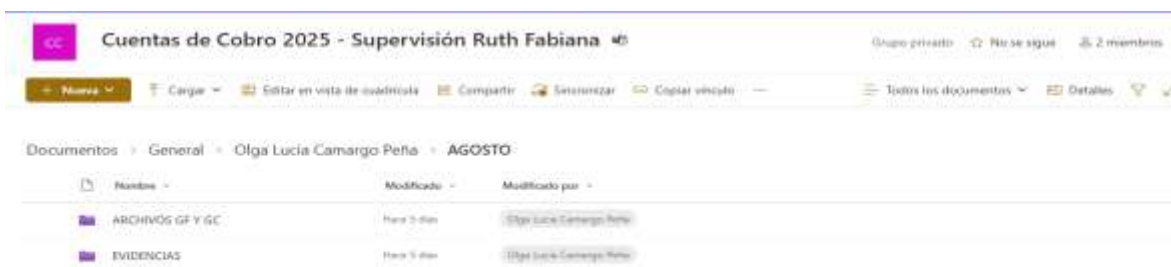 CC
Cuentas de Cobro 2025 - Supervisión Ruth Fabiana
Grupo privado No se sigue 2 miembros
+ Nueva Cargar Editar en vista de cuadrícula Compartir Sincronizar Copiar vínculo ... Todos los documentos Detalles
Documentos > General > Olga Lucia Camargo Peña > AGOSTO
Nombre Modificado Modificado por
ARCHIVOS GF Y GC Hace 5 días Olga Lucia Camargo Peña
EVIDENCIAS Hace 5 días Olga Lucia Camargo Peña